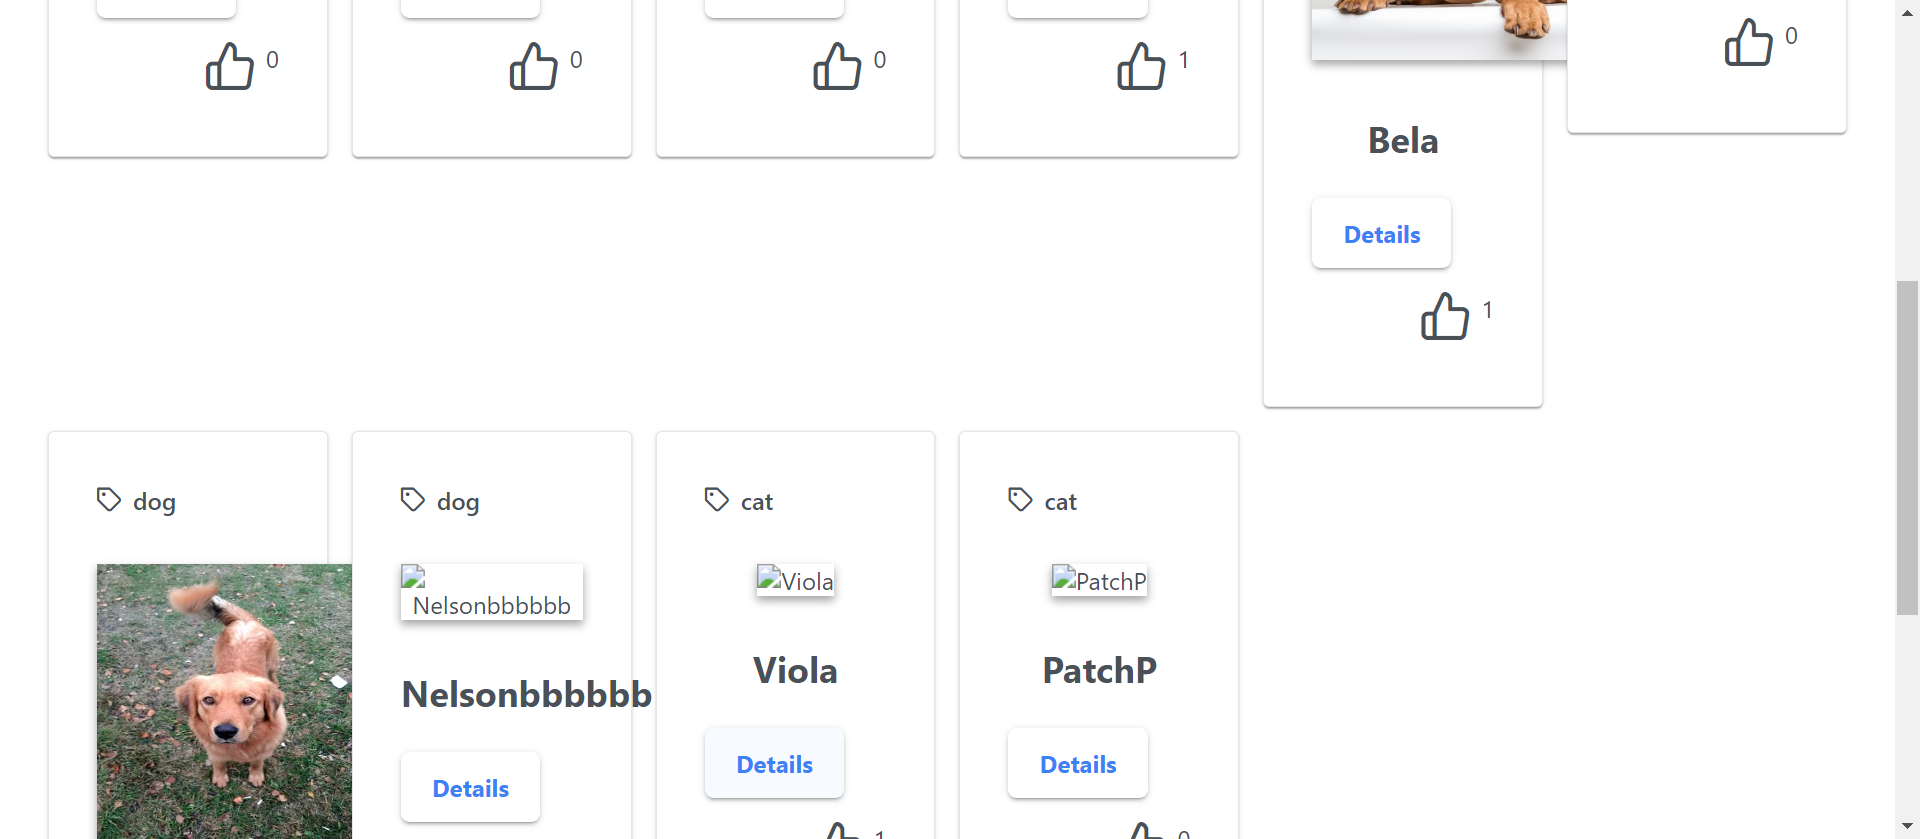 0
0
0
1
0
Bela
Details
1
dog
dog
cat
cat
Nelsonbbbbbb
Viola
PatchP
Nelsonbbbbbb
Viola
PatchP
Details
Details
Details
1
0